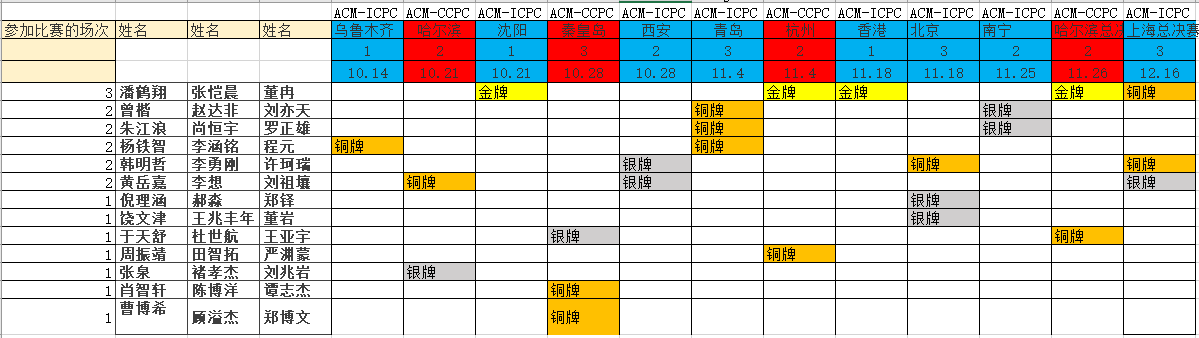 ACM-ICPC ACM-CCPC ACM-ICPC ACM-CCPC ACM-ICPC ACM-ICPC ACM-CCPC ACM-ICPC ACM-ICPC ACM-ICPC ACM-CCPC ACM-ICPC
参加比赛的场次 姓名 姓名 姓名 乌鲁木齐 哈尔滨 沈阳 秦皇岛 西安 青岛 杭州 香港 北京 南宁 哈尔滨总决 上海总决赛
1 2 1 3 2 3 2 1 3 2 2 3
10.14 10.21 10.21 10.28 10.28 11.4 11.4 11.18 11.18 11.25 11.26 12.16
3 潘鹤翔 张恺晨 董冉 金牌 金牌 金牌 金牌 铜牌
2 曾楷 赵达非 刘亦天 铜牌 银牌
2 朱江浪 尚恒宇 罗正雄 铜牌 银牌
2 杨铁智 李涵铭 程元 铜牌 铜牌
2 韩明哲 李勇刚 许珂瑞 银牌 铜牌 铜牌
2 黄岳嘉 李想 刘祖壤 铜牌 银牌 银牌
1 倪理涵 郝淼 郑铎 银牌
1 饶文津 王兆丰年 董岩 银牌
1 于天舒 杜世航 王亚宇 银牌 铜牌
1 周振靖 田智拓 严渊蒙 铜牌
1 张泉 褚孝杰 刘兆岩 银牌
1 肖智轩 陈博洋 谭志杰 铜牌
1 曹博希 顾溢杰 郑博文 铜牌